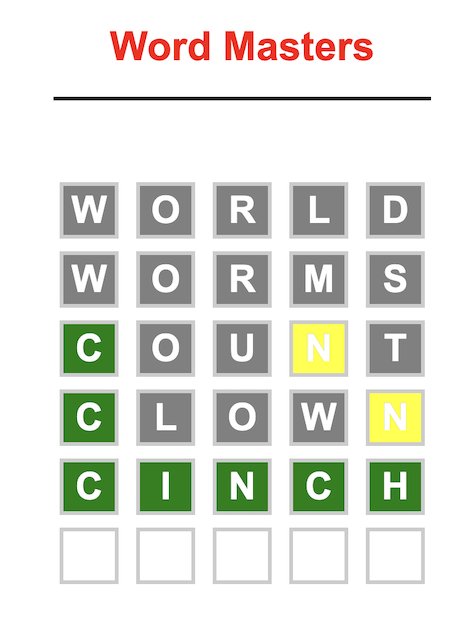 Word Masters
W O R L D
W O R M S
C O U N T
C L O W N
C I N C H